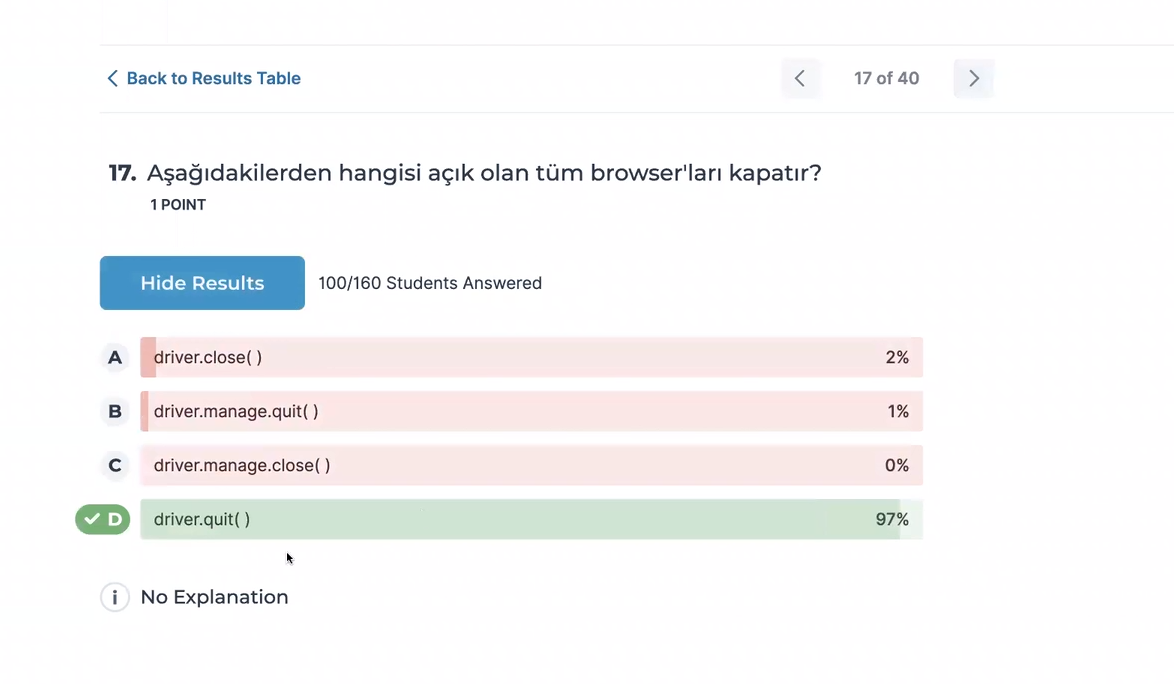 Back to Results Table
17 of 40
17. Aşağıdakilerden hangisi açık olan tüm browser'ları kapatır?
1 POINT
Hide Results 100/160 Students Answered
A driver.close( ) 2%
B driver.manage.quit( ) 1%
C driver.manage.close( ) 0%
D driver.quit( ) 97%
i No Explanation